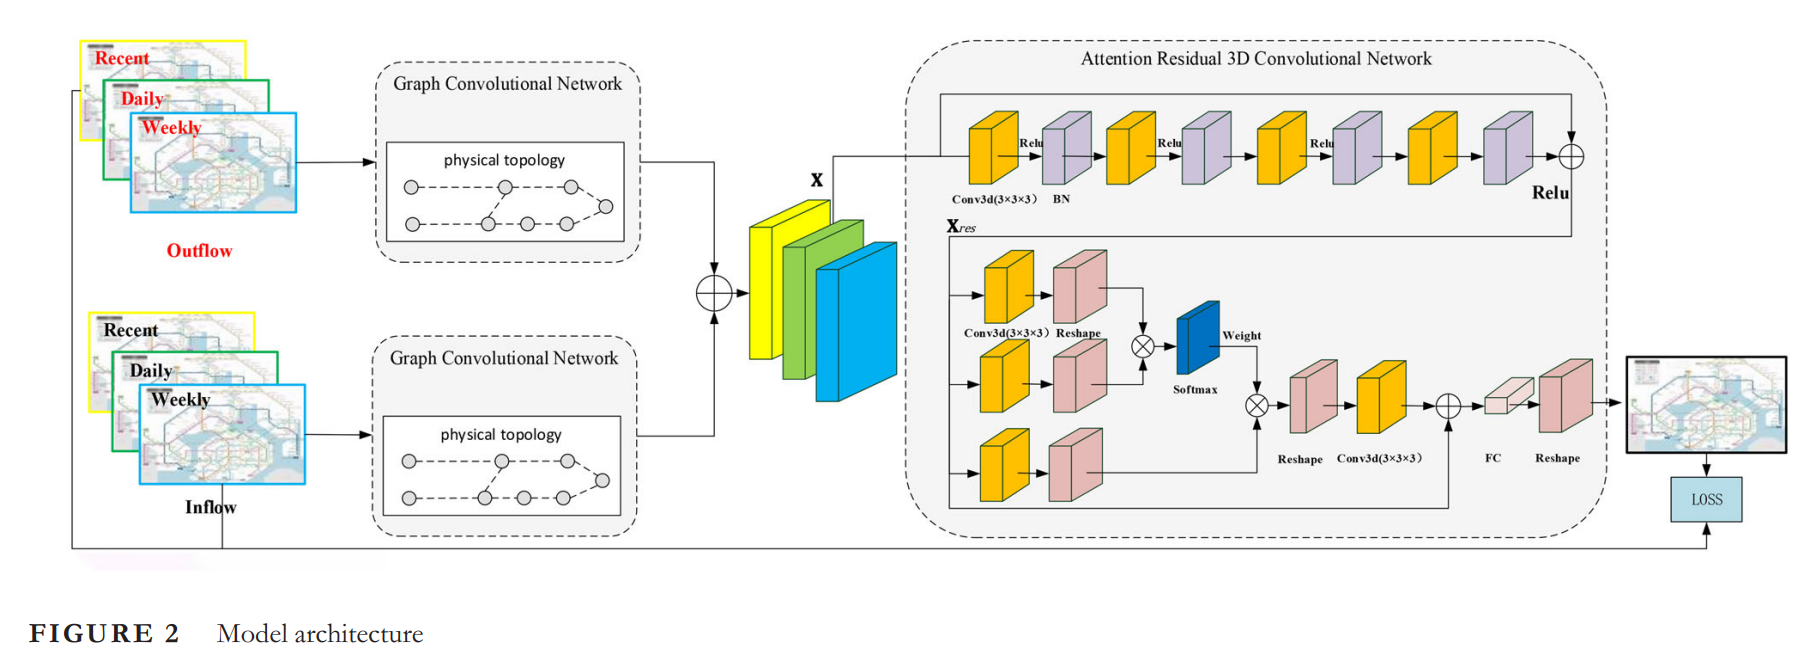 Recent
Daily
Weekly
Outflow
Recent
Daily
Weekly
Inflow
Graph Convolutional Network
physical topology
Graph Convolutional Network
physical topology
X
Attention Residual 3D Convolutional Network
Relu
Relu
Relu
Conv3d(3×3×3)
BN
Relu
Xres
Conv3d(3×3×3)
Reshape
Softmax
Weight
Reshape
Conv3d(3×3×3)
FC
Reshape
LOSS
FIGURE 2 Model architecture